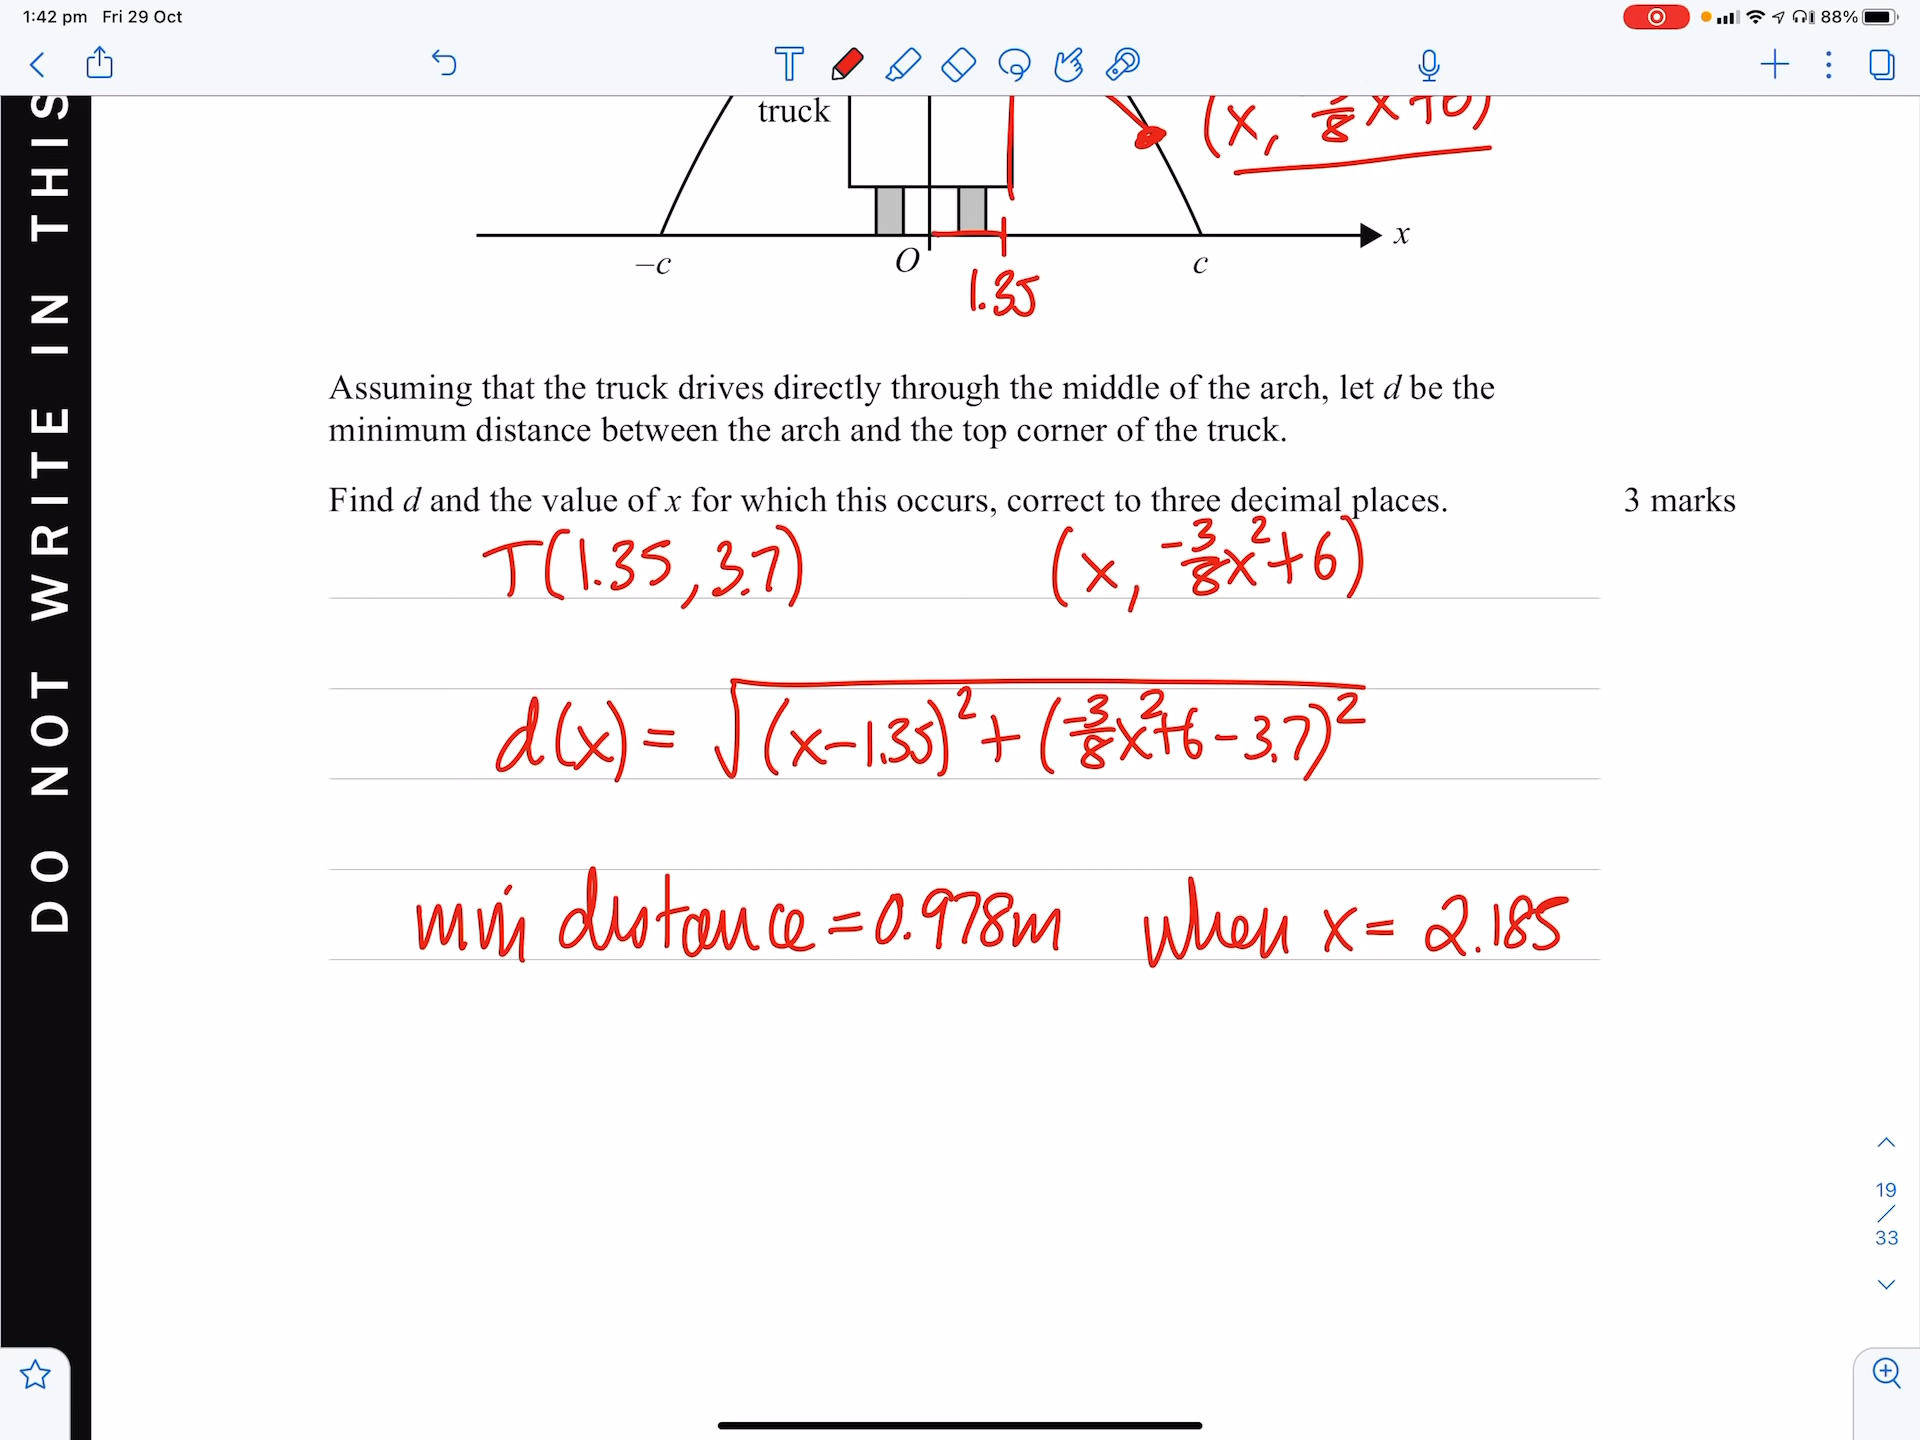 1:42 pm Fri 29 Oct
88%
T
DO NOT WRITE IN THIS
truck
(x, 
x
−c O c
1.35
Assuming that the truck drives directly through the middle of the arch, let d be the
minimum distance between the arch and the top corner of the truck.
Find d and the value of x for which this occurs, correct to three decimal places. 3 marks
T(1.35, 3.7) (x, -3/8x²+6)
d(x) = √(x-1.35)² + (-3/8x²+6-3.7)²
min distance = 0.978m when x = 2.185
19
/
33